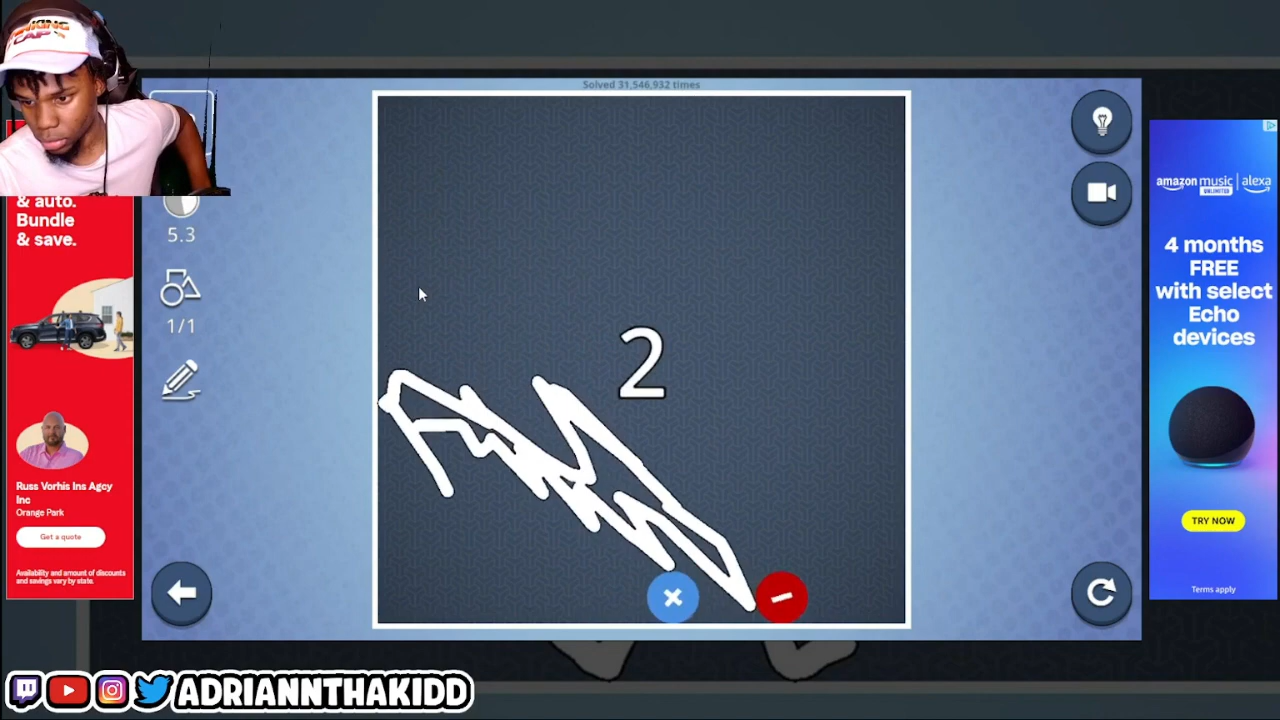 Solved 31,546,932 times
& auto.
Bundle
& save.
5.3
1/1
2
Russ Vorhis Ins Agcy
Inc
Orange Park
Get a quote
Availability and amount of discounts
and savings vary by state.
amazon music | alexa
UNLIMITED
4 months
FREE
with select
Echo
devices
TRY NOW
Terms apply
ADRIANNTHAKIDD